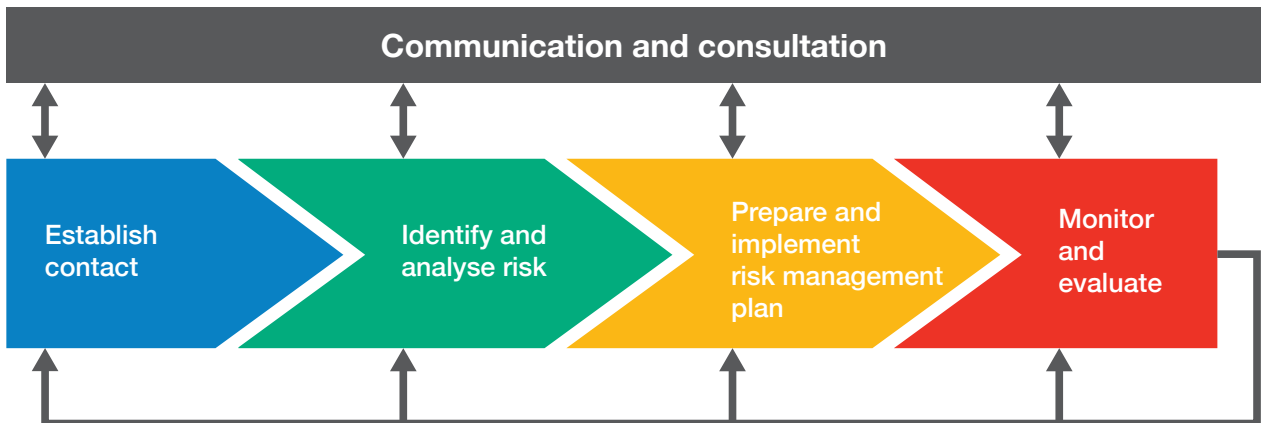 Communication and consultation
Establish
contact
Identify and
analyse risk
Prepare and
implement
risk management
plan
Monitor
and
evaluate